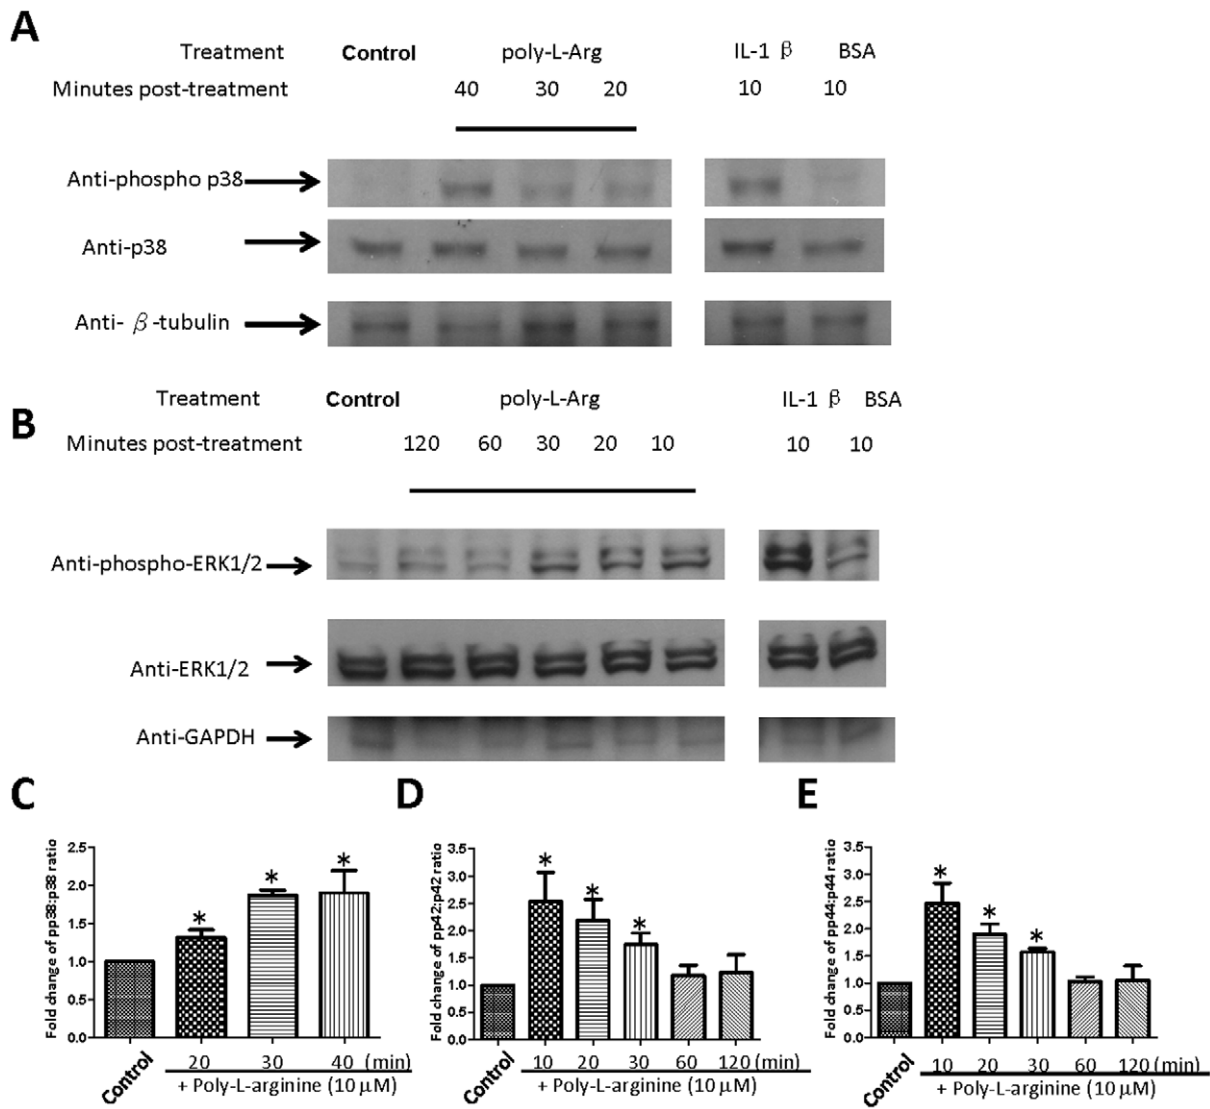 A
Treatment Control poly-L-Arg IL-1 β BSA
Minutes post-treatment 40 30 20 10 10
Anti-phospho p38
Anti-p38
Anti- β-tubulin
B
Treatment Control poly-L-Arg IL-1 β BSA
Minutes post-treatment 120 60 30 20 10 10 10
Anti-phospho-ERK1/2
Anti-ERK1/2
Anti-GAPDH
C
Fold change of pp38:p38 ratio
2.5
2.0
1.5
1.0
0.5
0.0
* * *
Control 20 30 40 (min)
+ Poly-L-arginine (10 μM)
D
Fold change of pp42:p42 ratio
3.5
3.0
2.5
2.0
1.5
1.0
0.5
0.0
* * *
Control 10 20 30 60 120 (min)
+ Poly-L-arginine (10 μM)
E
Fold change of pp44:p44 ratio
3.5
3.0
2.5
2.0
1.5
1.0
0.5
0.0
* * *
Control 10 20 30 60 120 (min)
+ Poly-L-arginine (10 μM)